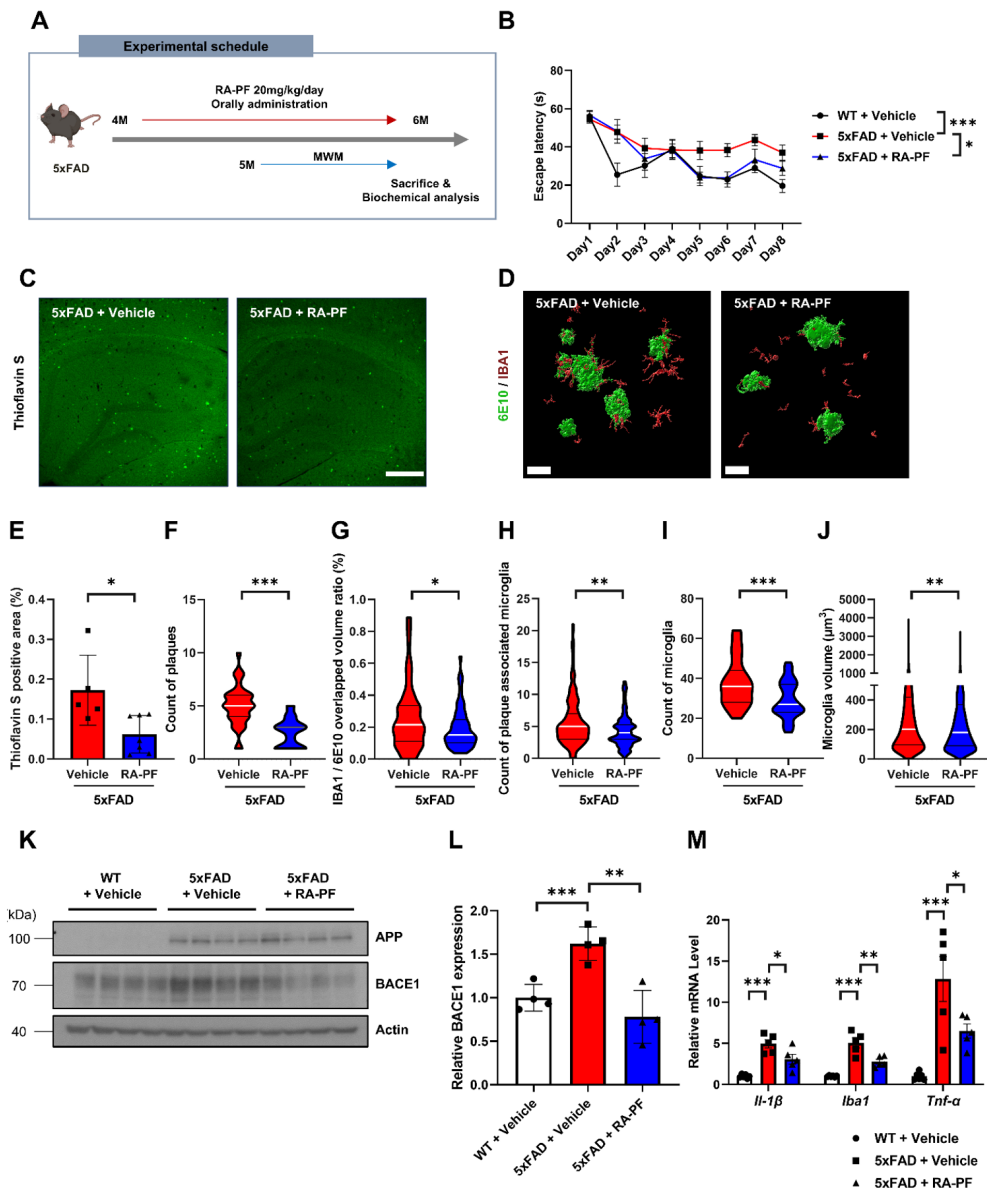 A
Experimental schedule
RA-PF 20mg/kg/day
Orally administration
4M
6M
5xFAD
5M
MWM
Sacrifice &
Biochemical analysis
B
Escape latency (s)
80
60
40
20
0
Day1
Day2
Day3
Day4
Day5
Day6
Day7
Day8
WT + Vehicle
5xFAD + Vehicle
5xFAD + RA-PF
***
*
C
Thioflavin S
5xFAD + Vehicle
5xFAD + RA-PF
D
6E10 / IBA1
5xFAD + Vehicle
5xFAD + RA-PF
E
Thioflavin S positive area (%)
0.4
0.3
0.2
0.1
0.0
*
Vehicle
RA-PF
5xFAD
F
Count of plaques
15
10
5
0
***
Vehicle
RA-PF
5xFAD
G
IBA1 / 6E10 overlapped volume ratio (%)
1.0
0.8
0.6
0.4
0.2
0.0
*
Vehicle
RA-PF
5xFAD
H
Count of plaque associated microglia
25
20
15
10
5
0
**
Vehicle
RA-PF
5xFAD
I
Count of microglia
80
60
40
20
0
***
Vehicle
RA-PF
5xFAD
J
Microglia volume (µm³)
5000
4000
3000
2000
1000
600
400
200
0
**
Vehicle
RA-PF
5xFAD
K
WT
+ Vehicle
5xFAD
+ Vehicle
5xFAD
+ RA-PF
(kDa)
100
APP
70
BACE1
40
Actin
L
Relative BACE1 expression
2.0
1.5
1.0
0.5
0.0
***
**
WT + Vehicle
5xFAD + Vehicle
5xFAD + RA-PF
M
Relative mRNA Level
20
15
10
5
0
***
*
***
**
***
*
Il-1β
Iba1
Tnf-α
WT + Vehicle
5xFAD + Vehicle
5xFAD + RA-PF